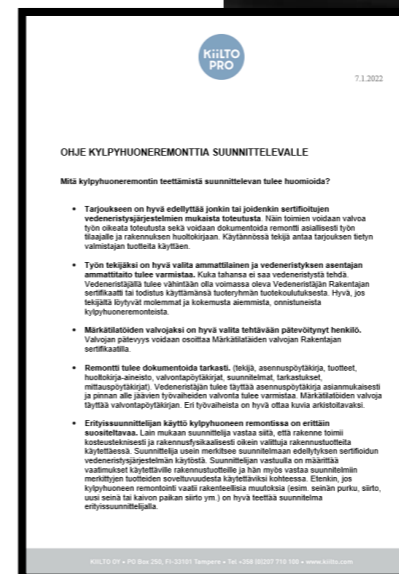 KiiLTO
PRO
7.1.2022
OHJE KYLPYHUONEREMONTTIA SUUNNITTELEVALLE
Mitä kylpyhuoneremontin teettämistä suunnittelevan tulee huomioida?
• Tarjoukseen on hyvä edellyttää jonkin tai joidenkin sertifioitujen
vedeneristysjärjestelmien mukaista toteutusta. Näin toimien voidaan valvoa
työn oikeata toteutusta sekä voidaan dokumentoida remontti asiallisesti työn
tilaajalle ja rakennuksen huoltokirjaan. Käytännössä tekijä antaa tarjouksen tietyn
valmistajan tuotteita käyttäen.
• Työn tekijäksi on hyvä valita ammattilainen ja vedeneristyksen asentajan
ammattitaito tulee varmistaa. Kuka tahansa ei saa vedeneristystä tehdä.
Vedeneristäjällä tulee vähintään olla voimassa oleva Vedeneristäjän Rakentajan
sertifikaatti tai todistus käyttämänsä tuoteryhmän tuotekoulutuksesta. Hyvä, jos
tekijältä löytyvät molemmat ja kokemusta aiemmista, onnistuneista
kylpyhuoneremonteista.
• Märkätilatöiden valvojaksi on hyvä valita tehtävään pätevöitynyt henkilö.
Valvojan pätevyys voidaan osoittaa Märkätilatöiden valvojan Rakentajan
sertifikaatilla.
• Remontti tulee dokumentoida tarkasti. (tekijä, asennuspöytäkirja, tuotteet,
huoltokirja-aineisto, valvontapöytäkirjat, suunnitelmat, tarkastukset,
mittauspöytäkirjat). Vedeneristäjän tulee täyttää asennuspöytäkirja asianmukaisesti
ja pinnan alle jäävien työvaiheiden valvonta tulee varmistaa. Märkätilatöiden valvoja
täyttää valvontapöytäkirjan. Eri työvaiheista on hyvä ottaa kuvia arkistoitavaksi.
• Erityissuunnittelijan käyttö kylpyhuoneen remontissa on erittäin
suositeltavaa. Lain mukaan suunnittelija vastaa siitä, että rakenne toimii
kosteusteknisesti ja rakennusfysikaalisesti oikein valittuja rakennustuotteita
käytettäessä. Suunnittelija usein merkitsee suunnitelmaan edellytyksen sertifioidun
vedeneristysjärjestelmän käytöstä. Suunnittelijan vastuulla on määrittää
vaatimukset käytettäville rakennustuotteille ja hän myös vastaa suunnitelmiin
merkittyjen tuotteiden soveltuvuudesta käytettäviksi kohteessa. Etenkin, jos
kylpyhuoneen remontointi vaatii rakenteellisia muutoksia (esim. seinän purku, siirto,
uusi seinä tai kaivon paikan siirto ym.) on hyvä teettää suunnitelma
erityissuunnittelijalla.
KIILTO OY • PO Box 250, FI-33101 Tampere • Tel +358 (0)207 710 100 • www.kiilto.com